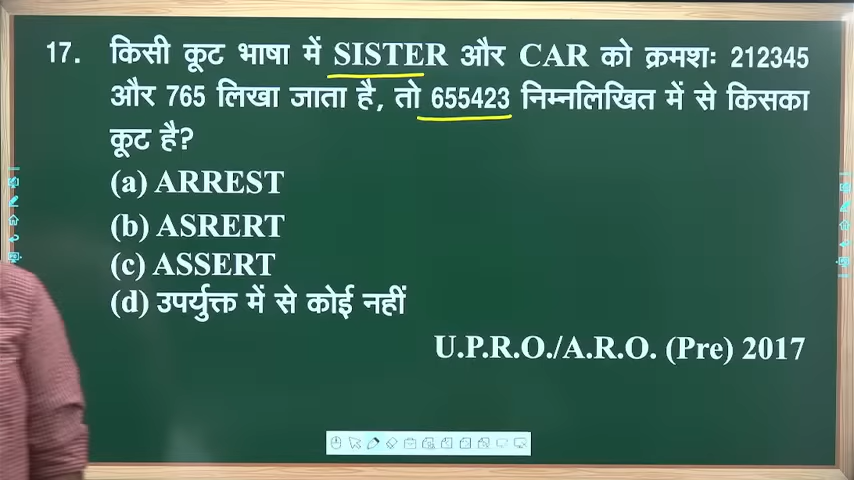 17. किसी कूट भाषा में SISTER और CAR को क्रमशः 212345
और 765 लिखा जाता है, तो 655423 निम्नलिखित में से किसका
कूट है?
(a) ARREST
(b) ASRERT
(c) ASSERT
(d) उपर्युक्त में से कोई नहीं
U.P.R.O./A.R.O. (Pre) 2017